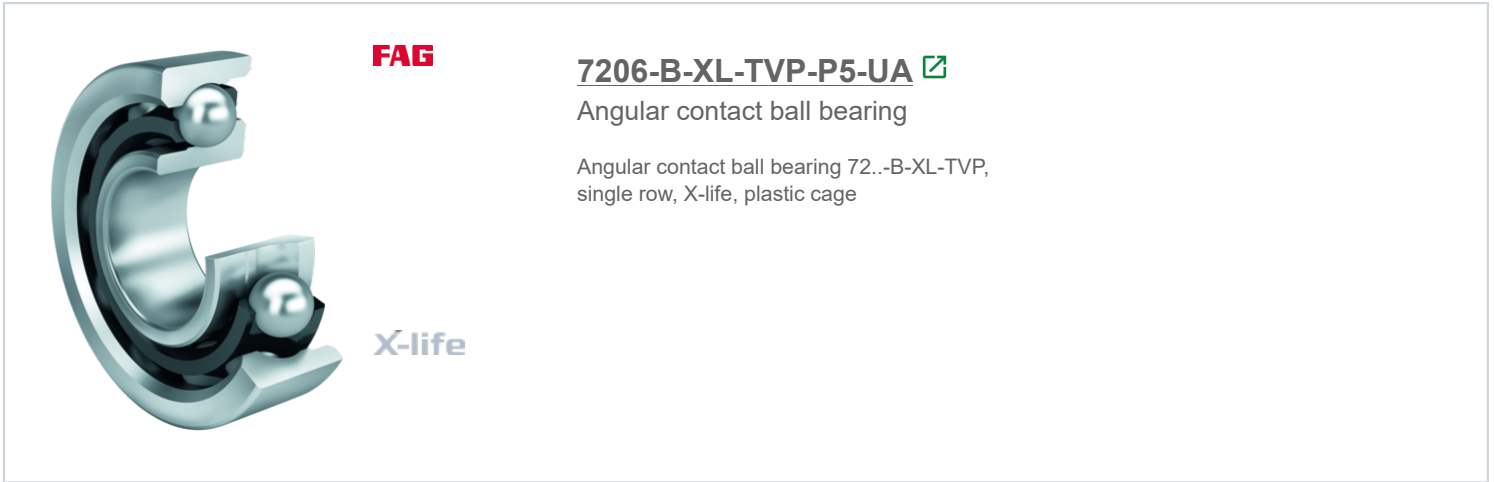 FAG
7206-B-XL-TVP-P5-UA
Angular contact ball bearing
Angular contact ball bearing 72..-B-XL-TVP,
single row, X-life, plastic cage
X-life